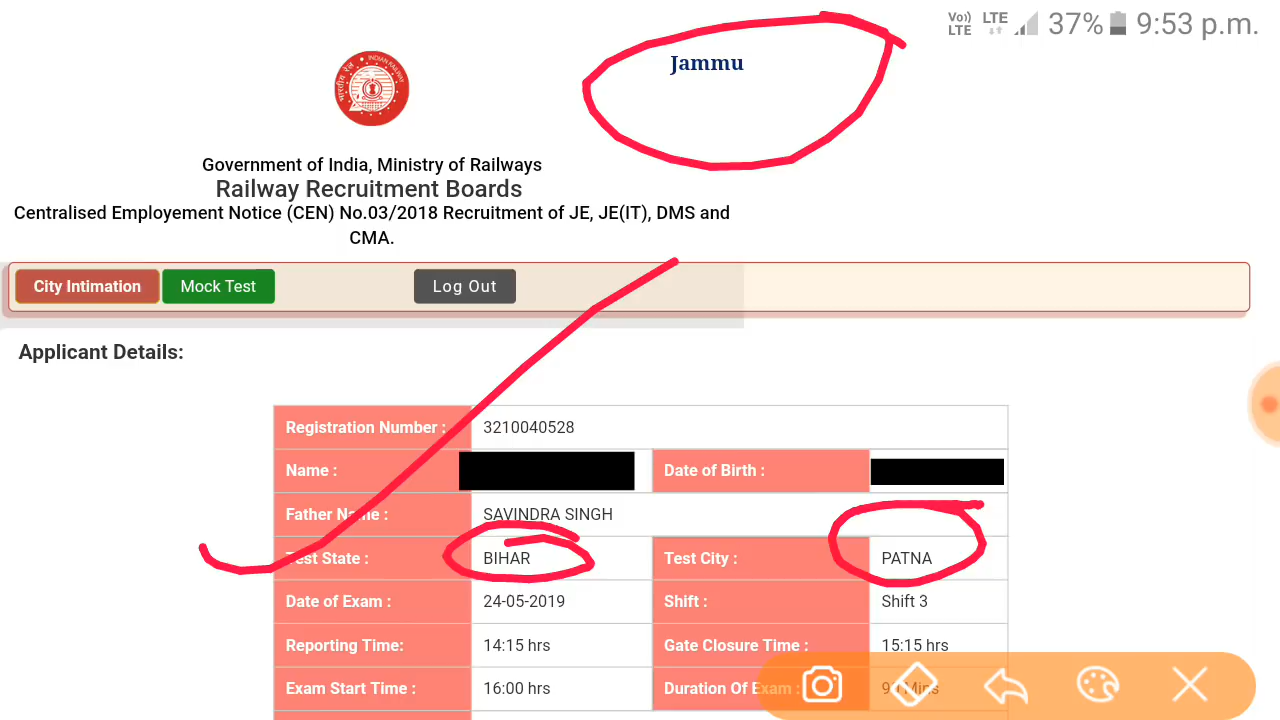 Vo) LTE LTE 37% 9:53 p.m.
Jammu
Government of India, Ministry of Railways
Railway Recruitment Boards
Centralised Employement Notice (CEN) No.03/2018 Recruitment of JE, JE(IT), DMS and
CMA.
City Intimation Mock Test Log Out
Applicant Details:
Registration Number : 3210040528
Name : Date of Birth :
Father Name : SAVINDRA SINGH
Test State : BIHAR Test City : PATNA
Date of Exam : 24-05-2019 Shift : Shift 3
Reporting Time: 14:15 hrs Gate Closure Time : 15:15 hrs
Exam Start Time : 16:00 hrs Duration Of Exam : Mins